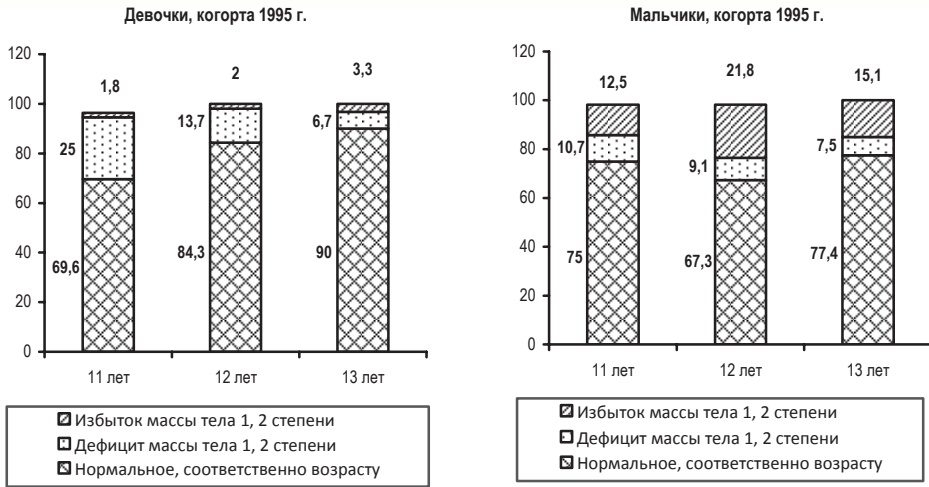 Девочки, когорта 1995 г.
120
100
80
60
40
20
0
1,8
2
3,3
25
13,7
6,7
69,6
84,3
90
11 лет
12 лет
13 лет
Избыток массы тела 1, 2 степени
Дефицит массы тела 1, 2 степени
Нормальное, соответственно возрасту
Мальчики, когорта 1995 г.
120
100
80
60
40
20
0
12,5
21,8
15,1
10,7
9,1
7,5
75
67,3
77,4
11 лет
12 лет
13 лет
Избыток массы тела 1, 2 степени
Дефицит массы тела 1, 2 степени
Нормальное, соответственно возрасту